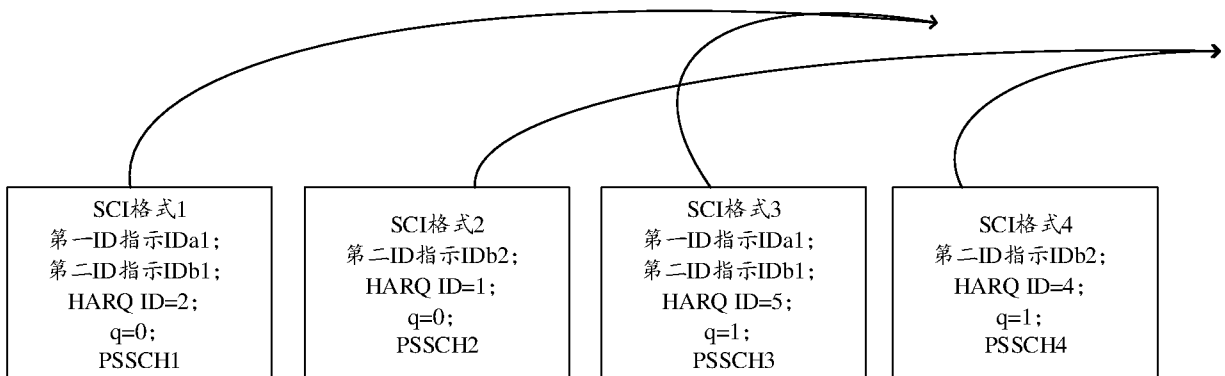 SCI格式1
第一ID指示IDa1;
第二ID指示IDb1;
HARQ ID=2;
q=0;
PSSCH1
SCI格式2
第二ID指示IDb2;
HARQ ID=1;
q=0;
PSSCH2
SCI格式3
第一ID指示IDa1;
第二ID指示IDb1;
HARQ ID=5;
q=1;
PSSCH3
SCI格式4
第二ID指示IDb2;
HARQ ID=4;
q=1;
PSSCH4